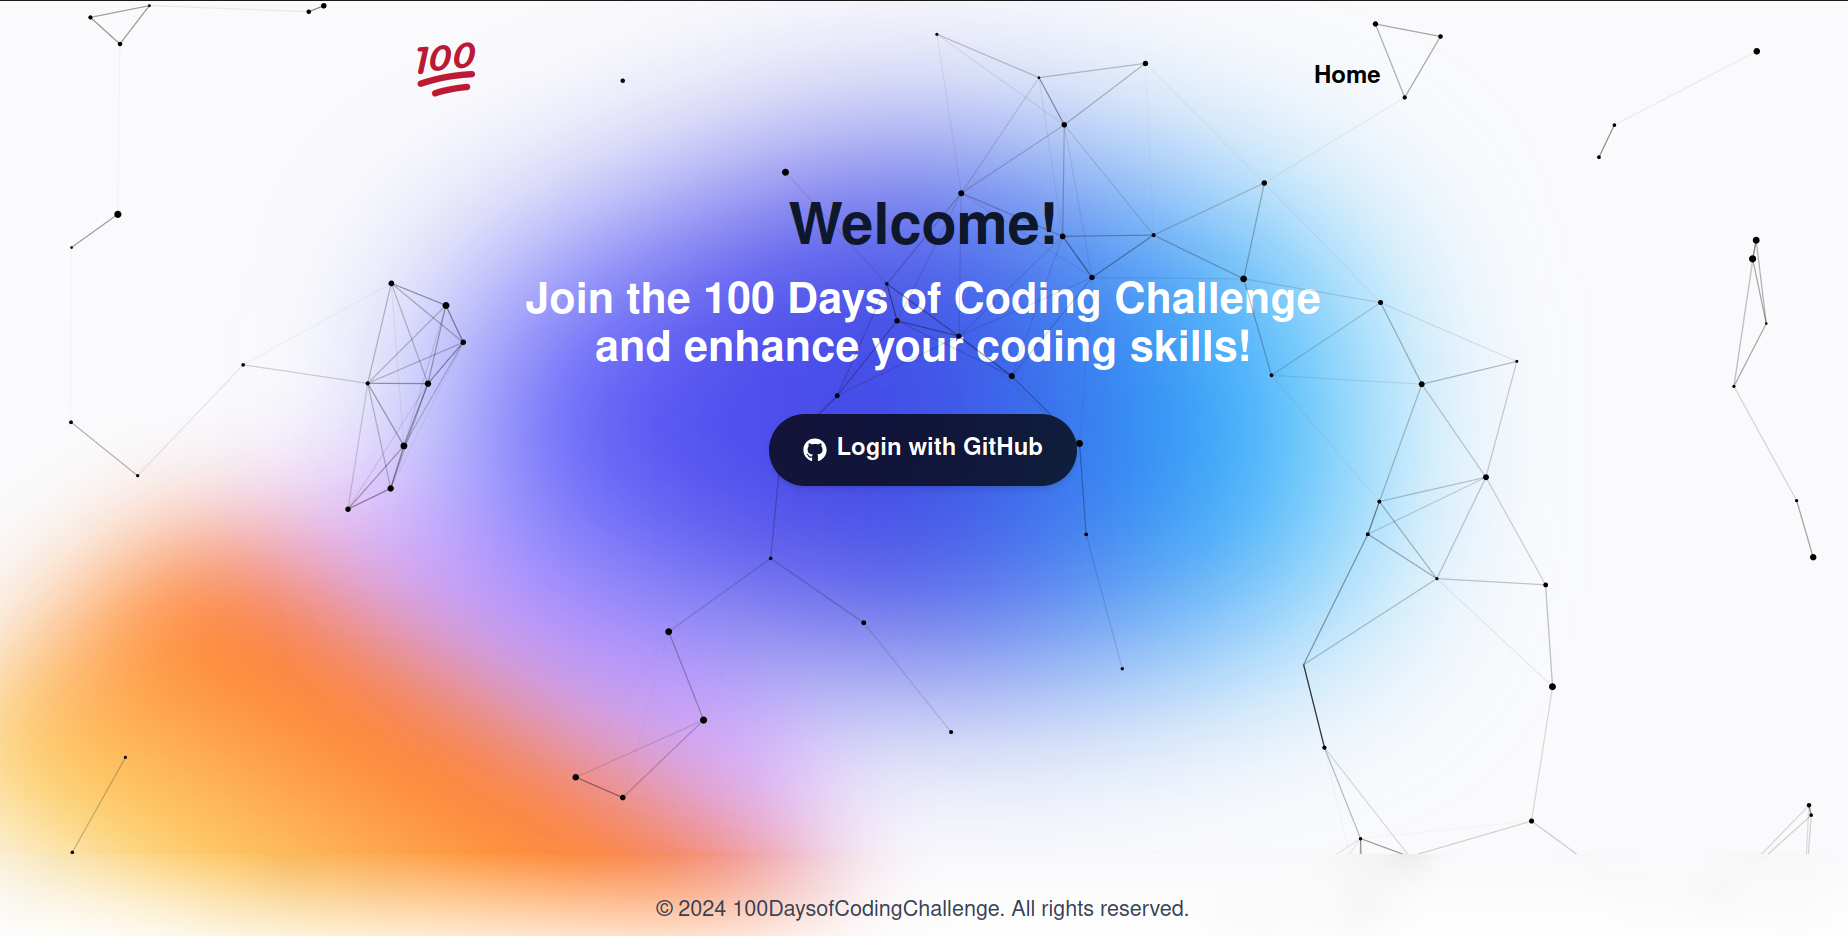 100
Home
Welcome!
Join the 100 Days of Coding Challenge
and enhance your coding skills!
Login with GitHub
© 2024 100DaysofCodingChallenge. All rights reserved.